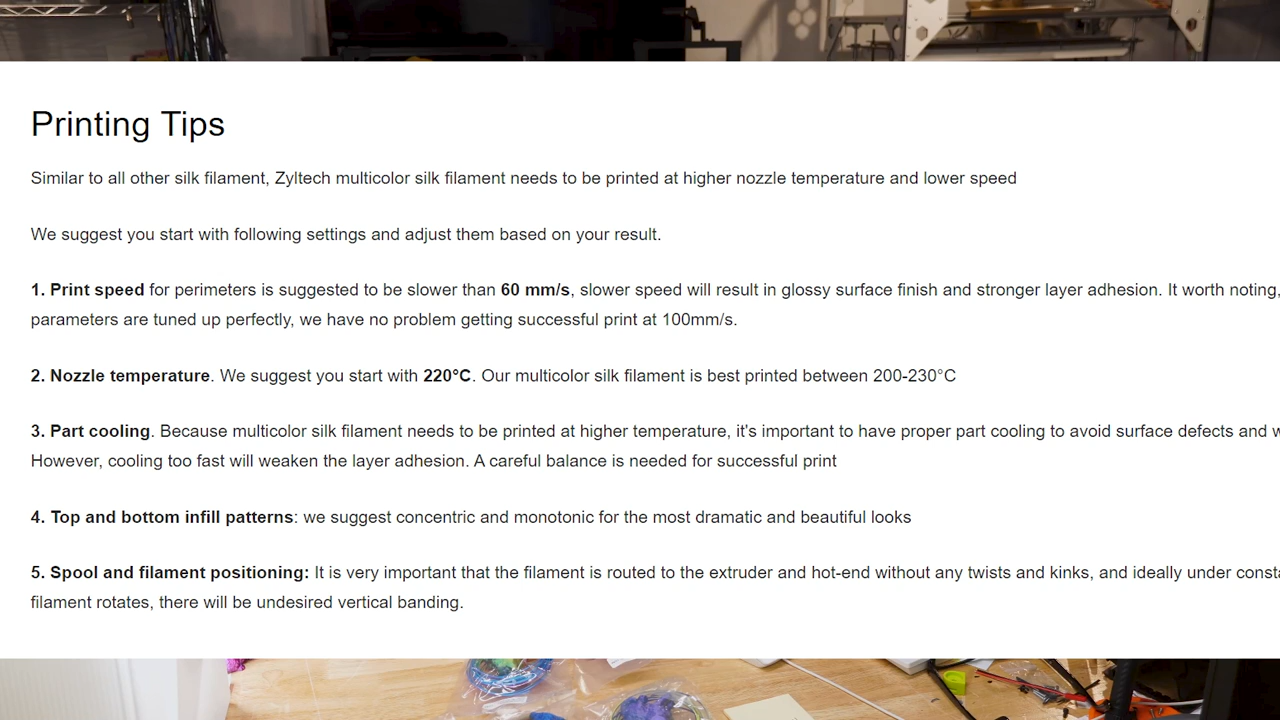 Printing Tips
Similar to all other silk filament, Zyltech multicolor silk filament needs to be printed at higher nozzle temperature and lower speed
We suggest you start with following settings and adjust them based on your result.
1. Print speed for perimeters is suggested to be slower than 60 mm/s, slower speed will result in glossy surface finish and stronger layer adhesion. It worth noting,
parameters are tuned up perfectly, we have no problem getting successful print at 100mm/s.
2. Nozzle temperature. We suggest you start with 220°C. Our multicolor silk filament is best printed between 200-230°C
3. Part cooling. Because multicolor silk filament needs to be printed at higher temperature, it's important to have proper part cooling to avoid surface defects and
However, cooling too fast will weaken the layer adhesion. A careful balance is needed for successful print
4. Top and bottom infill patterns: we suggest concentric and monotonic for the most dramatic and beautiful looks
5. Spool and filament positioning: It is very important that the filament is routed to the extruder and hot-end without any twists and kinks, and ideally under
filament rotates, there will be undesired vertical banding.